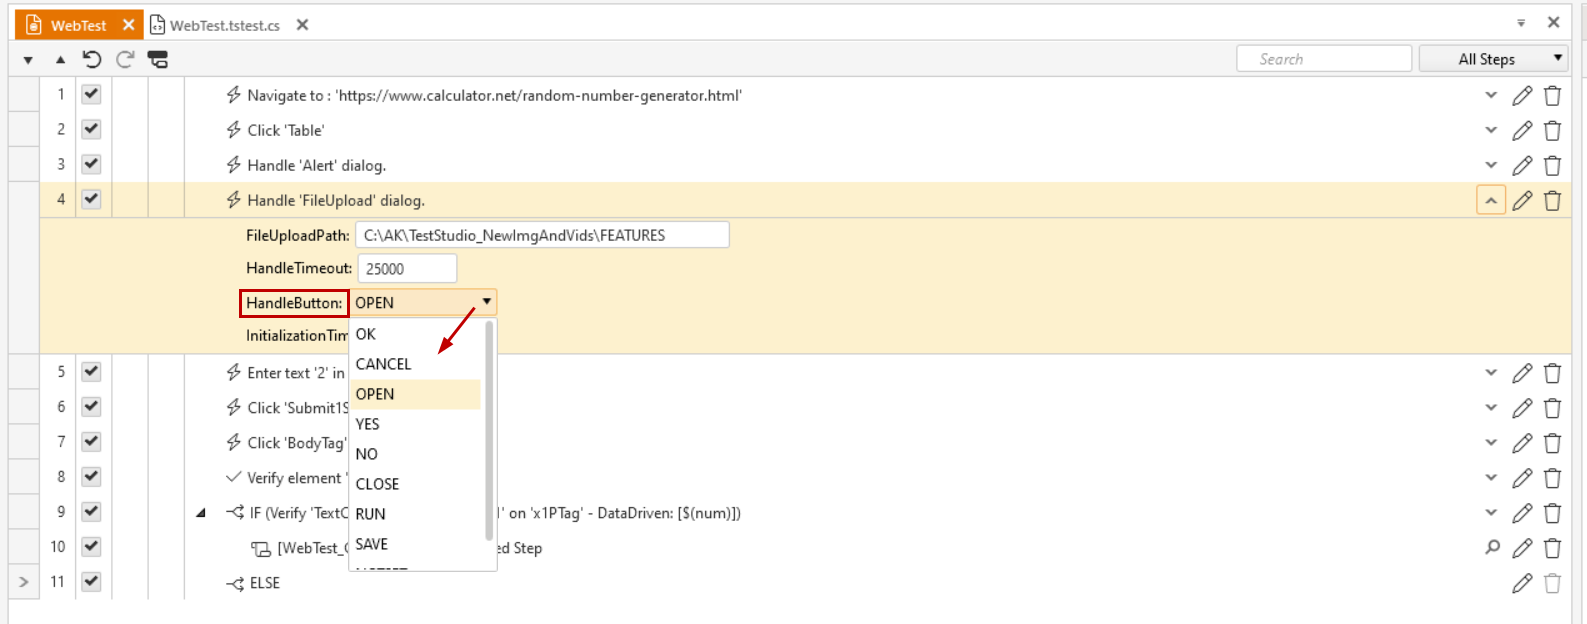 WebTest
WebTest.tstest.cs
Search
All Steps
1 Navigate to : 'https://www.calculator.net/random-number-generator.html'
2 Click 'Table'
3 Handle 'Alert' dialog.
4 Handle 'FileUpload' dialog.
FileUploadPath: C:\AK\TestStudio_NewImgAndVids\FEATURES
HandleTimeout: 25000
HandleButton: OPEN
InitializationTim
OK
CANCEL
OPEN
YES
NO
CLOSE
RUN
SAVE
5 Enter text '2' in
6 Click 'Submit1S
7 Click 'BodyTag'
8 Verify element '
9 IF (Verify 'TextC ' on 'x1PTag' - DataDriven: [$(num)])
10 [WebTest_ ed Step
11 ELSE